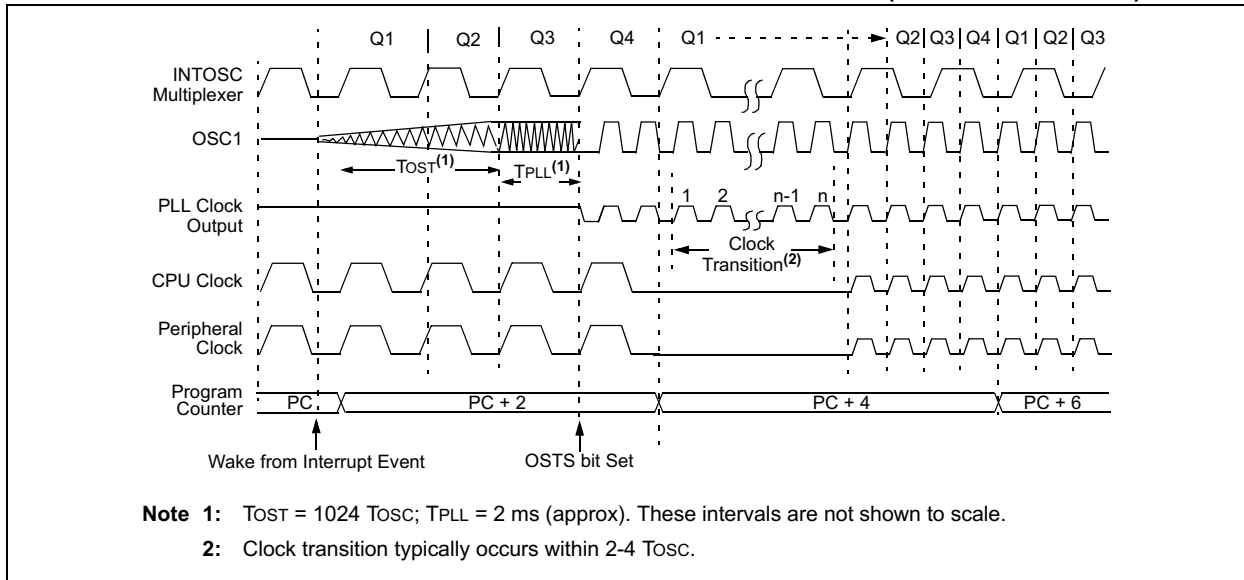 Q1 Q2 Q3 Q4 Q1 Q2 Q3 Q4 Q1 Q2 Q3
INTOSC
Multiplexer
OSC1
TOST(1)
TPLL(1)
1 2 n-1 n
PLL Clock
Output
Clock
Transition(2)
CPU Clock
Peripheral
Clock
Program
Counter
PC PC + 2 PC + 4 PC + 6
Wake from Interrupt Event
OSTS bit Set
Note 1: TOST = 1024 TOSC; TPLL = 2 ms (approx). These intervals are not shown to scale.
2: Clock transition typically occurs within 2-4 TOSC.